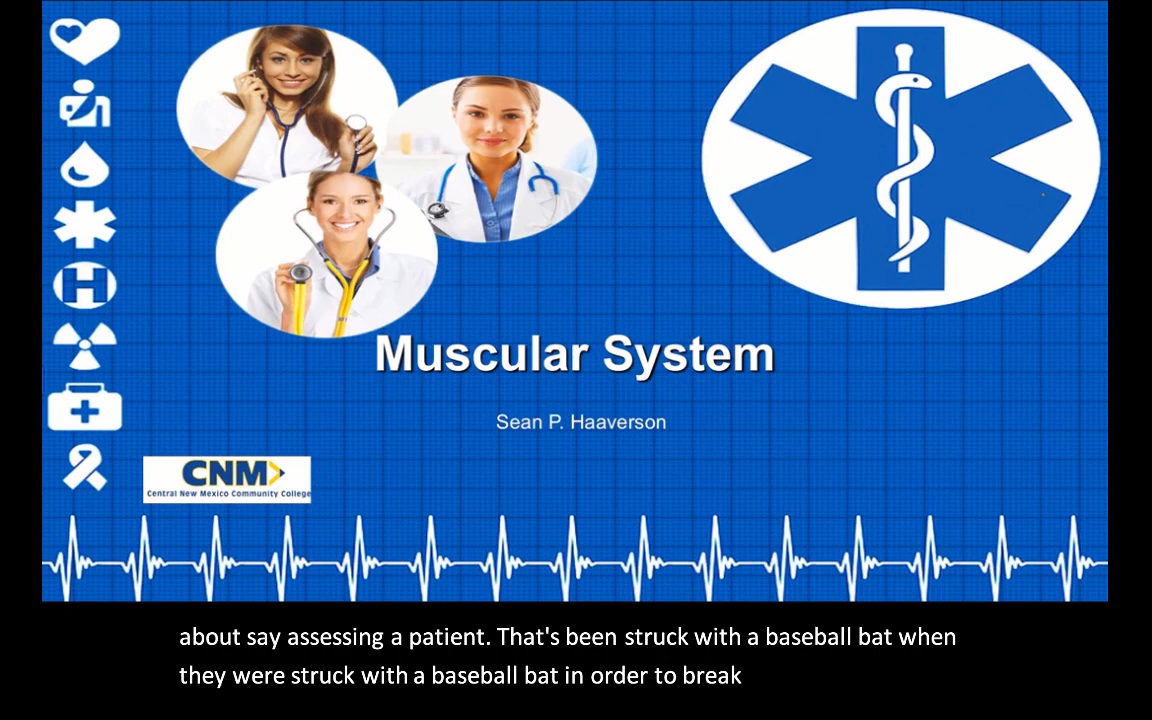 H
Muscular System
Sean P. Haaverson
CNM
Central New Mexico Community College
about say assessing a patient. That's been struck with a baseball bat when
they were struck with a baseball bat in order to break